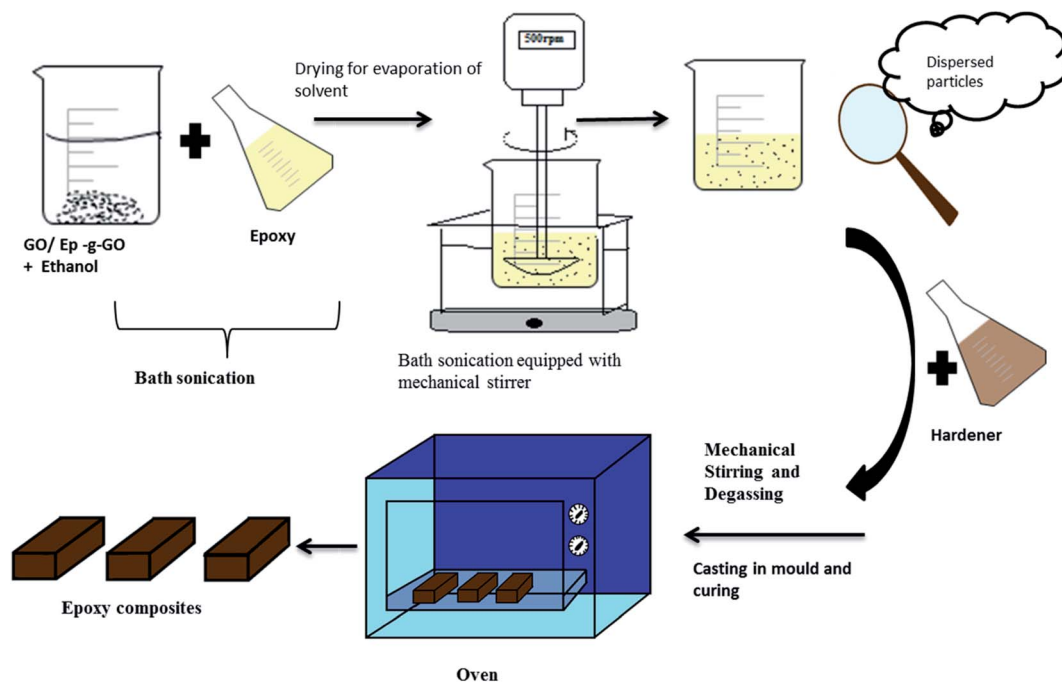 500rpm
Dispersed
particles
Drying for evaporation of
solvent
GO/ Ep -g-GO
+ Ethanol
Epoxy
Bath sonication
Bath sonication equipped with
mechanical stirrer
Hardener
Mechanical
Stirring and
Degassing
Casting in mould and
curing
Epoxy composites
Oven